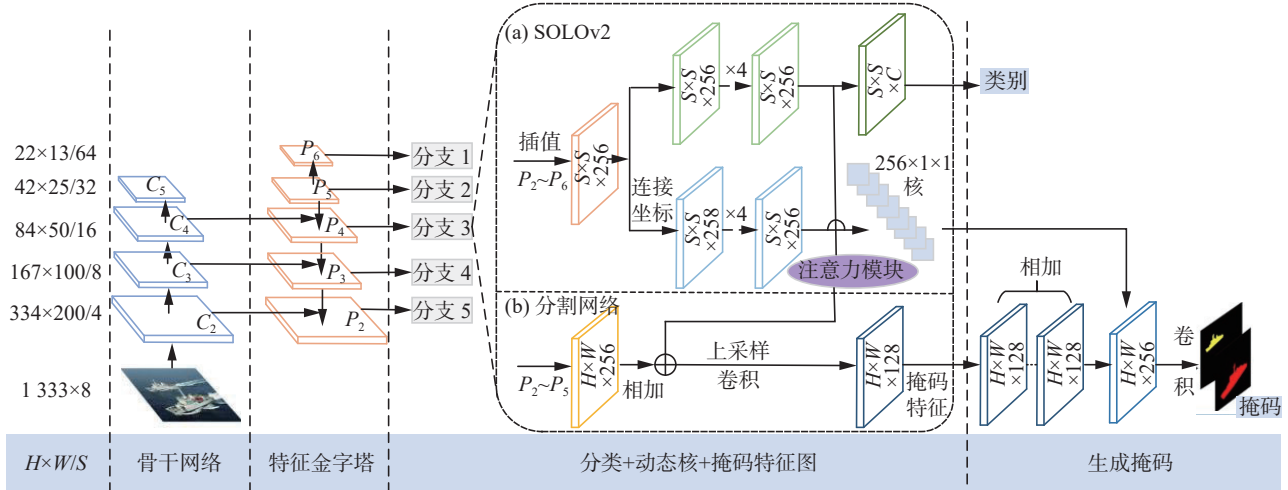 22×13/64
42×25/32
84×50/16
167×100/8
334×200/4
1 333×8
H×W/S
C5
C4
C3
C2
骨干网络
P6
P5
P4
P3
P2
特征金字塔
分支 1
分支 2
分支 3
分支 4
分支 5
(a) SOLOv2
插值
P2~P6
S×S
×256
S×S
×256
×4
S×S
×256
S×S
×C
类别
连接
坐标
S×S
×258
×4
S×S
×256
256×1×1
核
注意力模块
(b) 分割网络
P2~P5
H×W
×256
相加
上采样
卷积
H×W
×128
掩码
特征
分类+动态核+掩码特征图
相加
H×W
×128
H×W
×128
H×W
×256
卷
积
掩码
生成掩码